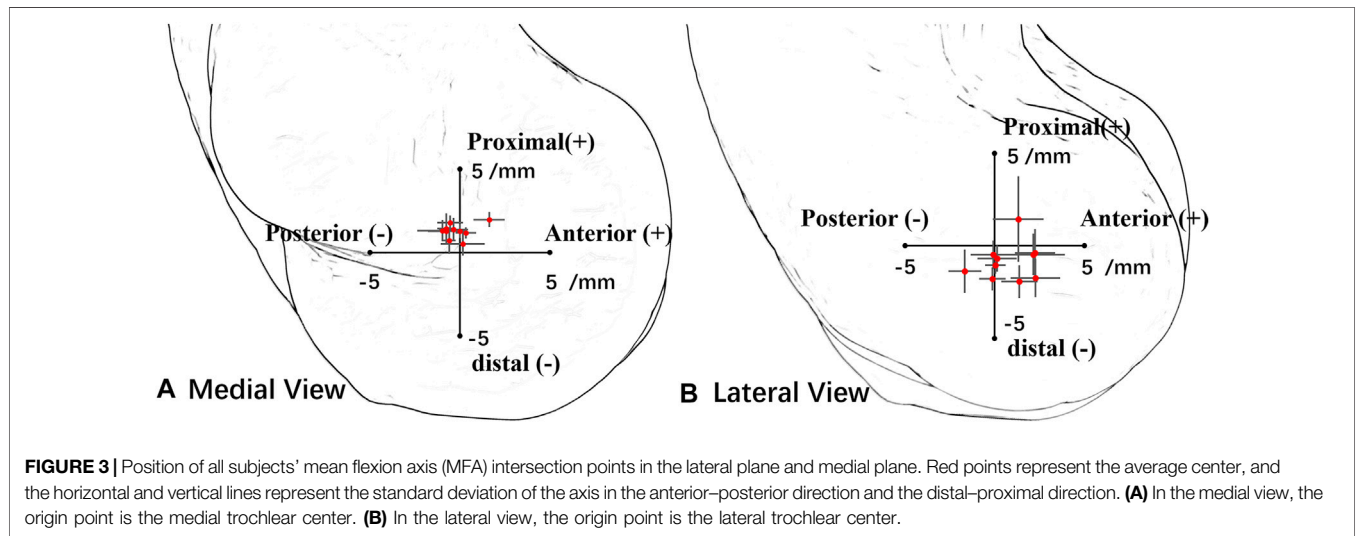 Proximal(+)
5 /mm
Posterior (-)
Anterior (+)
-5
5 /mm
-5
distal (-)
A Medial View
Proximal(+)
5 /mm
Posterior (-)
Anterior (+)
-5
5 /mm
-5
distal (-)
B Lateral View
FIGURE 3 | Position of all subjects’ mean flexion axis (MFA) intersection points in the lateral plane and medial plane. Red points represent the average center, and
the horizontal and vertical lines represent the standard deviation of the axis in the anterior–posterior direction and the distal–proximal direction. (A) In the medial view, the
origin point is the medial trochlear center. (B) In the lateral view, the origin point is the lateral trochlear center.